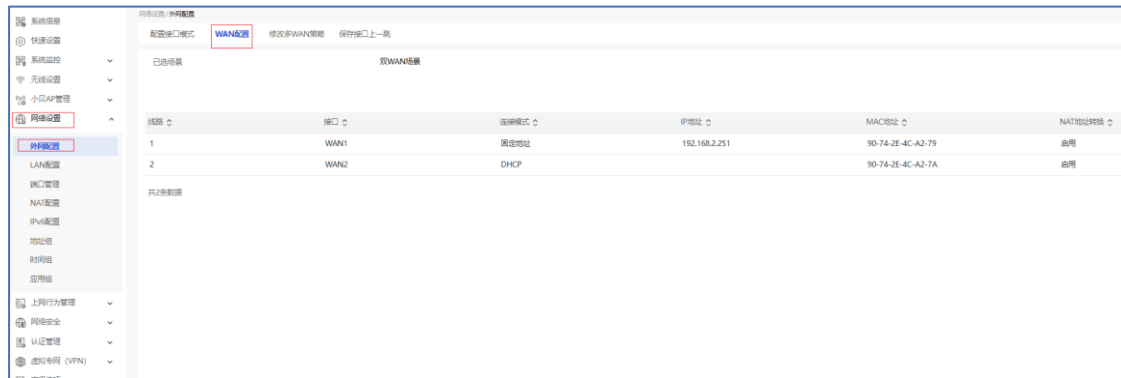 系统信息
快速设置
系统监控
无线设置
小贝AP管理
网络设置
外网配置
LAN配置
端口管理
NAT配置
IPv6配置
地址组
时间组
应用组
上网行为管理
网络安全
认证管理
虚拟专网（VPN）
网络设置/外网配置
配置接口模式 WAN配置 修改多WAN策略 保存接口上一跳
已选场景 双WAN场景
线路 接口 连接模式 IP地址 MAC地址 NAT地址转换
1 WAN1 固定地址 192.168.2.251 90-74-2E-4C-A2-79 启用
2 WAN2 DHCP 90-74-2E-4C-A2-7A 启用
共2条数据